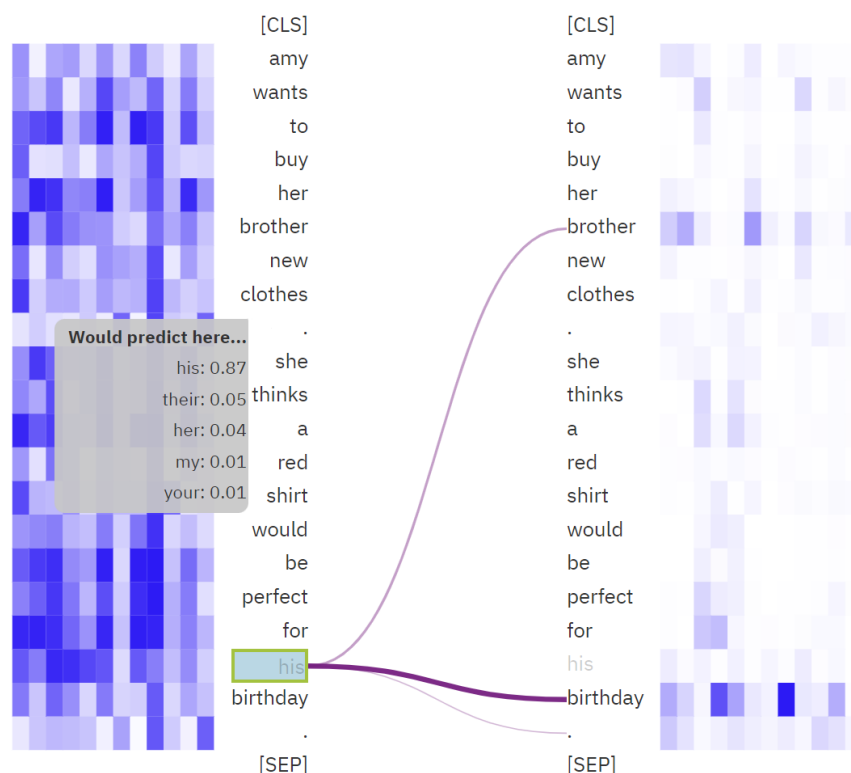 [CLS] [CLS]
amy amy
wants wants
to to
buy buy
her her
brother brother
new new
clothes clothes
. .
Would predict here...
she she
his: 0.87
thinks thinks
their: 0.05
a a
her: 0.04
red red
my: 0.01
shirt shirt
your: 0.01
would would
be be
perfect perfect
for for
his his
birthday birthday
. .
[SEP] [SEP]